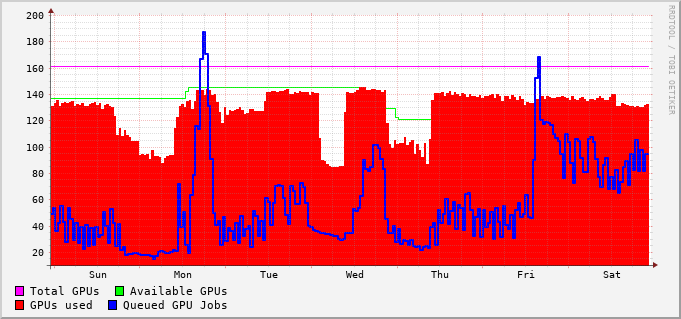 200
180
160
140
120
100
80
60
40
20
Sun Mon Tue Wed Thu Fri Sat
Total GPUs Available GPUs
GPUs used Queued GPU Jobs
RRDTOOL / TOBI OETIKER